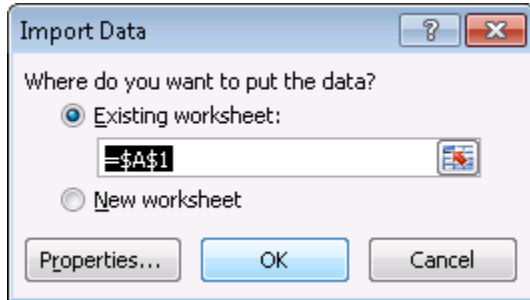 Import Data
Where do you want to put the data?
Existing worksheet:
=$A$1
New worksheet
Properties... OK Cancel